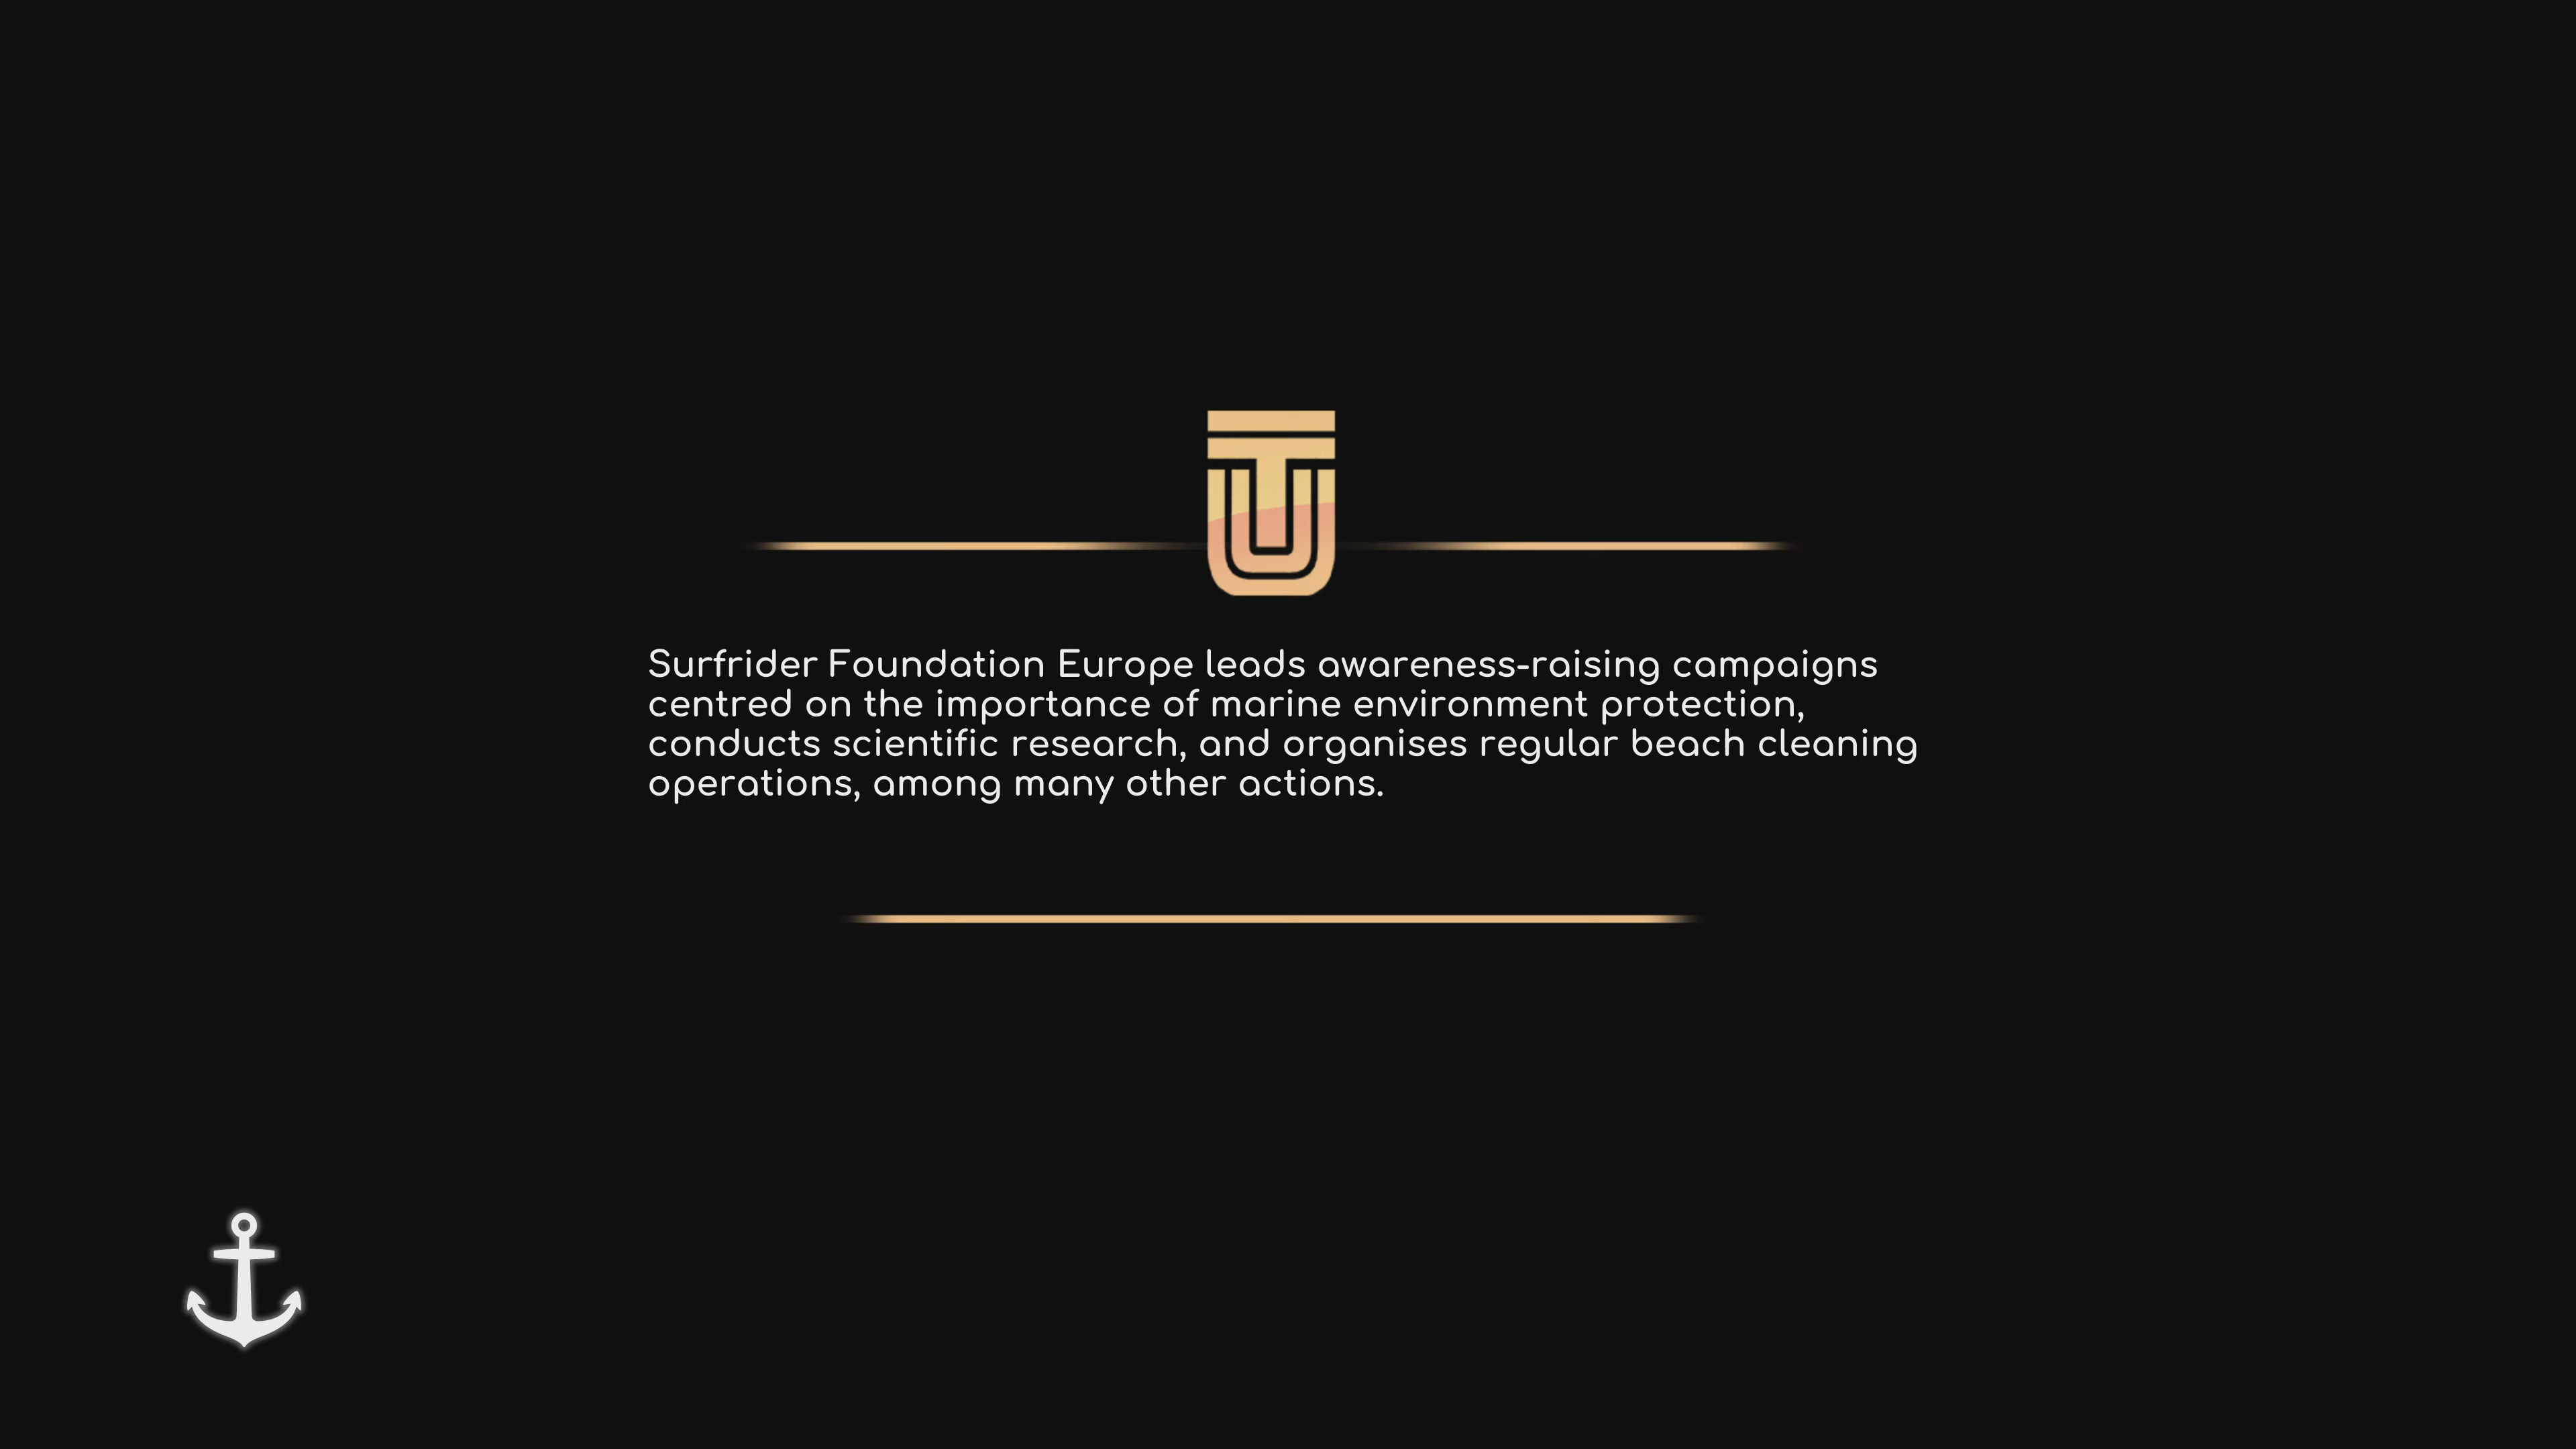 Surfrider Foundation Europe leads awareness-raising campaigns
centred on the importance of marine environment protection,
conducts scientific research, and organises regular beach cleaning
operations, among many other actions.